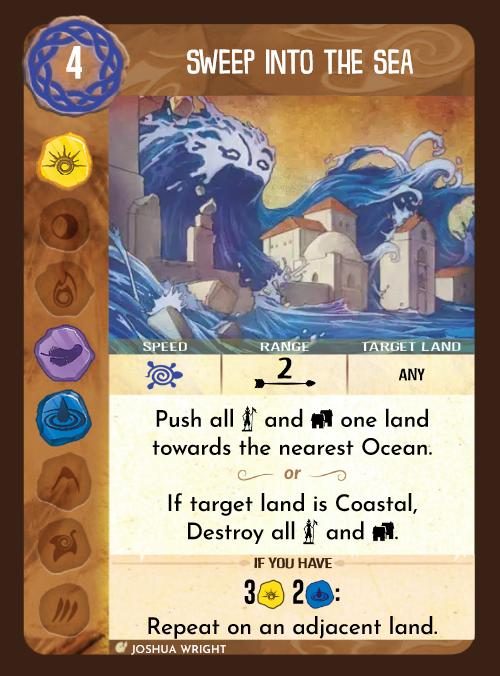 4
SWEEP INTO THE SEA
SPEED RANGE TARGET LAND
2 ANY
Push all and one land
towards the nearest Ocean.
or
If target land is Coastal,
Destroy all and .
IF YOU HAVE
3 2 :
Repeat on an adjacent land.
JOSHUA WRIGHT